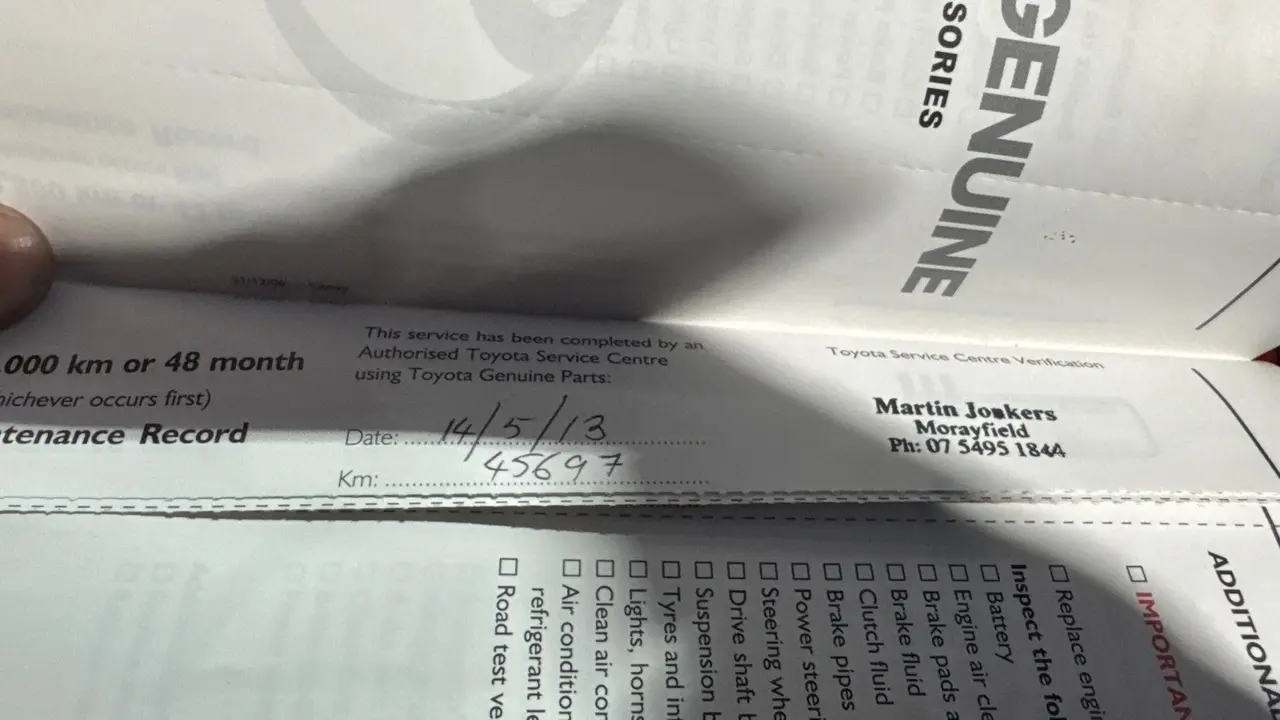 GENUINE
SORIES
.000 km or 48 month
hichever occurs first)
tenance Record
This service has been completed by an
Authorised Toyota Service Centre
using Toyota Genuine Parts:
Date: 14/5/13
Km: 45697
Toyota Service Centre Verification
Martin Jonkers
Morayfield
Ph: 07 5495 1844
ADDITIONA
☐ IMPORTAN
☐ Replace engi
Inspect the fol
☐ Battery
☐ Engine air cle
☐ Brake pads a
☐ Brake fluid
☐ Clutch fluid
☐ Brake pipes
☐ Power steeri
☐ Steering whe
☐ Drive shaft b
☐ Suspension b
☐ Tyres and inf
☐ Lights, horns
☐ Clean air con
☐ Air condition
refrigerant le
☐ Road test ve